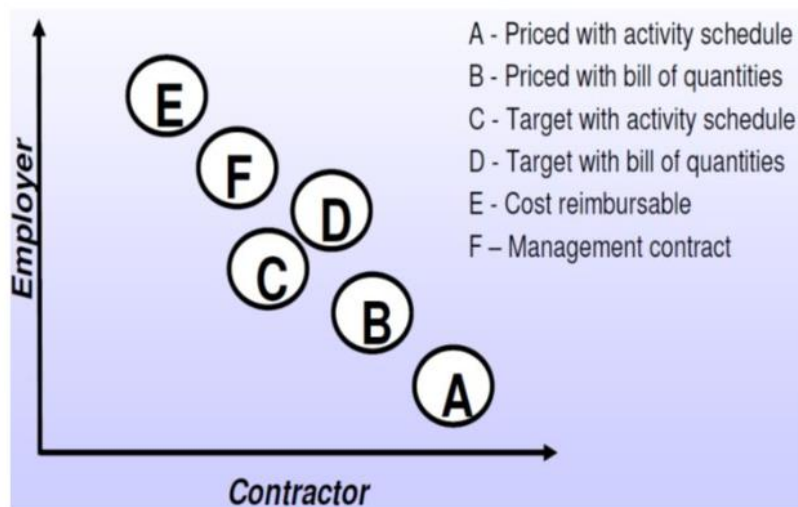 A - Priced with activity schedule
B - Priced with bill of quantities
C - Target with activity schedule
D - Target with bill of quantities
E - Cost reimbursable
F – Management contract
Employer
E
F
D
C
B
A
Contractor